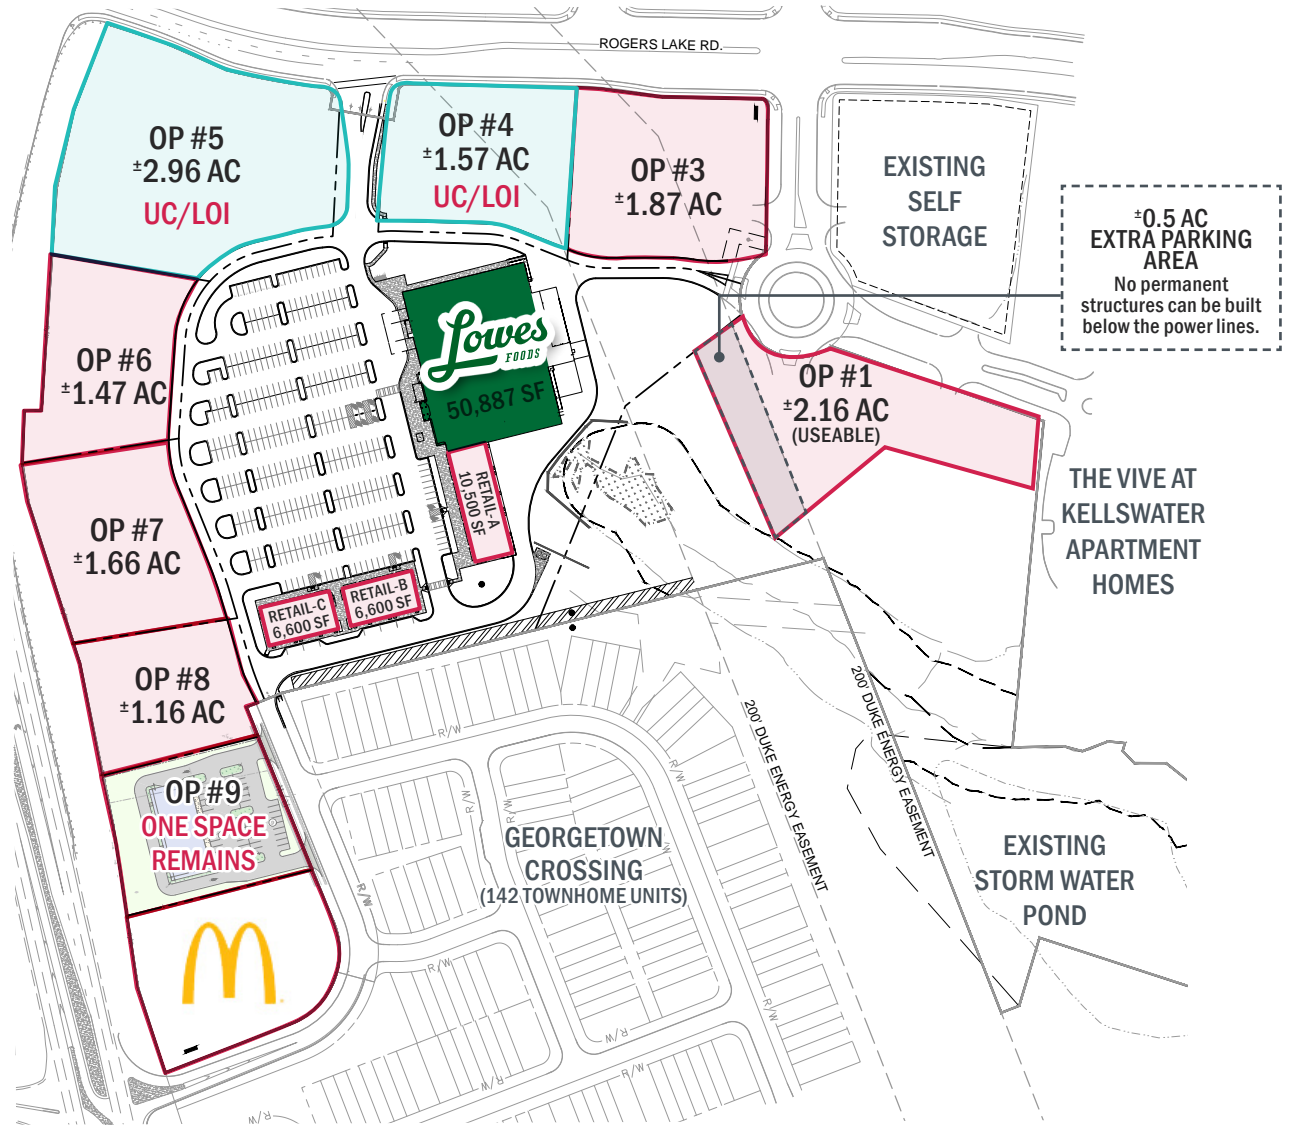 ROGERS LAKE RD.
OP #5
±2.96 AC
UC/LOI
OP #4
±1.57 AC
UC/LOI
OP #3
±1.87 AC
EXISTING
SELF
STORAGE
±0.5 AC
EXTRA PARKING
AREA
No permanent
structures can be built
below the power lines.
OP #6
±1.47 AC
Lowes
FOODS
50,887 SF
OP #1
±2.16 AC
(USEABLE)
RETAIL-A
10,500 SF
THE VIVE AT
KELLSWATER
APARTMENT
HOMES
OP #7
±1.66 AC
RETAIL-C
6,600 SF
RETAIL-B
6,600 SF
OP #8
±1.16 AC
200' DUKE ENERGY EASEMENT
200' DUKE ENERGY EASEMENT
OP #9
ONE SPACE
REMAINS
GEORGETOWN
CROSSING
(142 TOWNHOME UNITS)
EXISTING
STORM WATER
POND
R/W
R/W
R/W
R/W
R/W
R/W
R/W
R/W
R/W
R/W
R/W